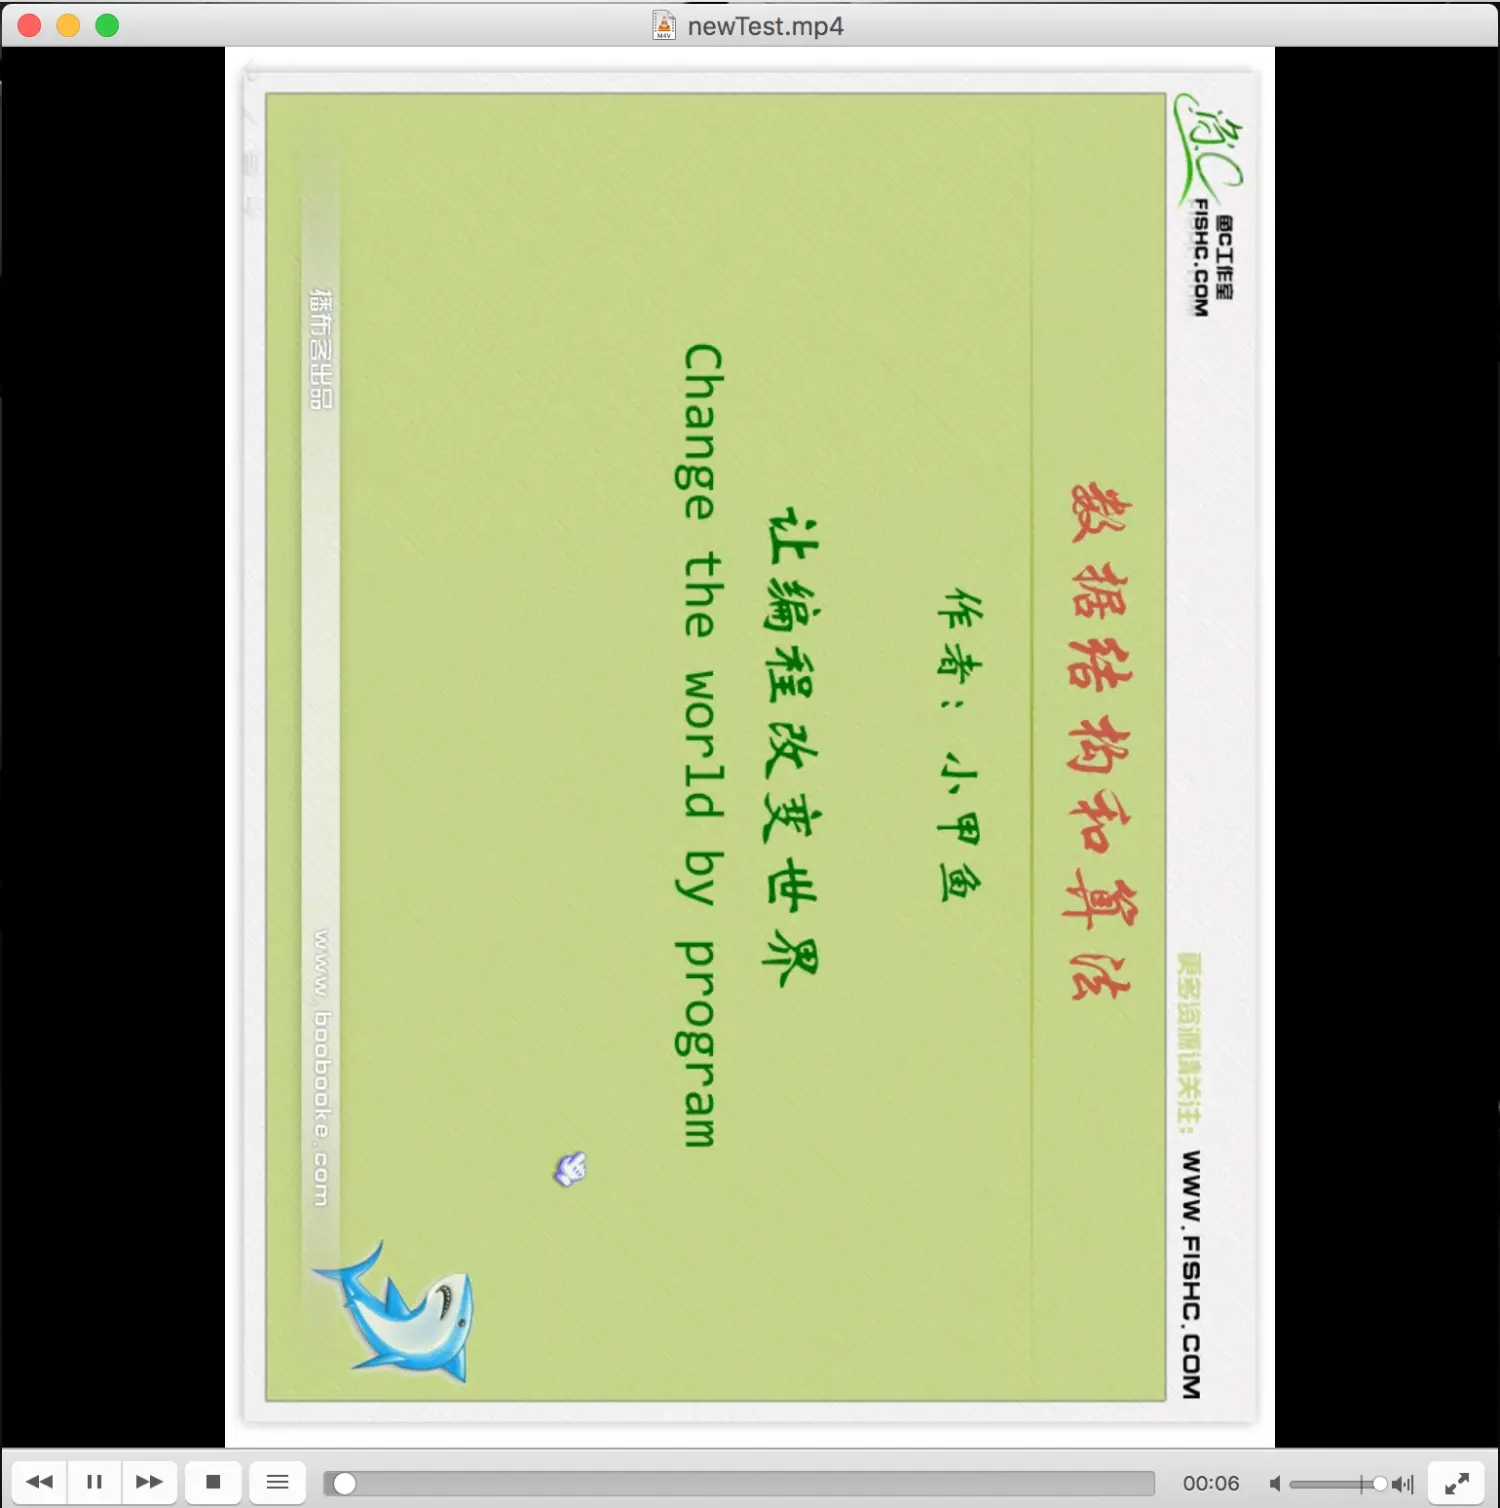 newTest.mp4
鱼C
鱼C工作室
FISHC.COM
更多资源请关注：WWW.FISHC.COM
数据结构和算法
作者：小甲鱼
让编程改变世界
Change the world by program
播布客出品
www.boobooke.com
00:06